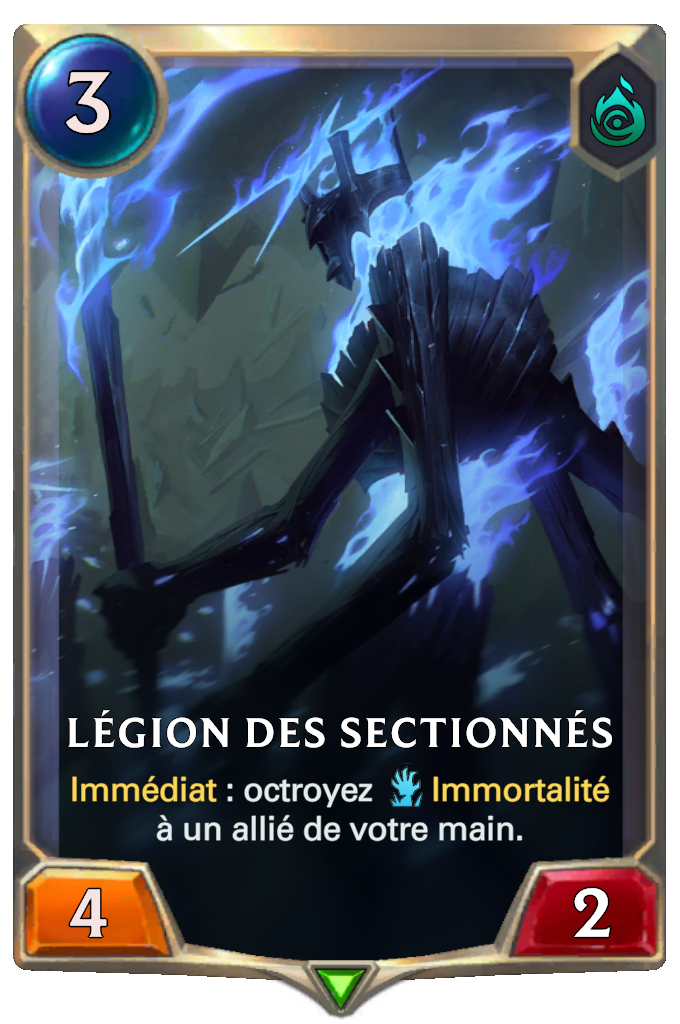 3
LÉGION DES SECTIONNÉS
Immédiat : octroyez Immortalité
à un allié de votre main.
4
2